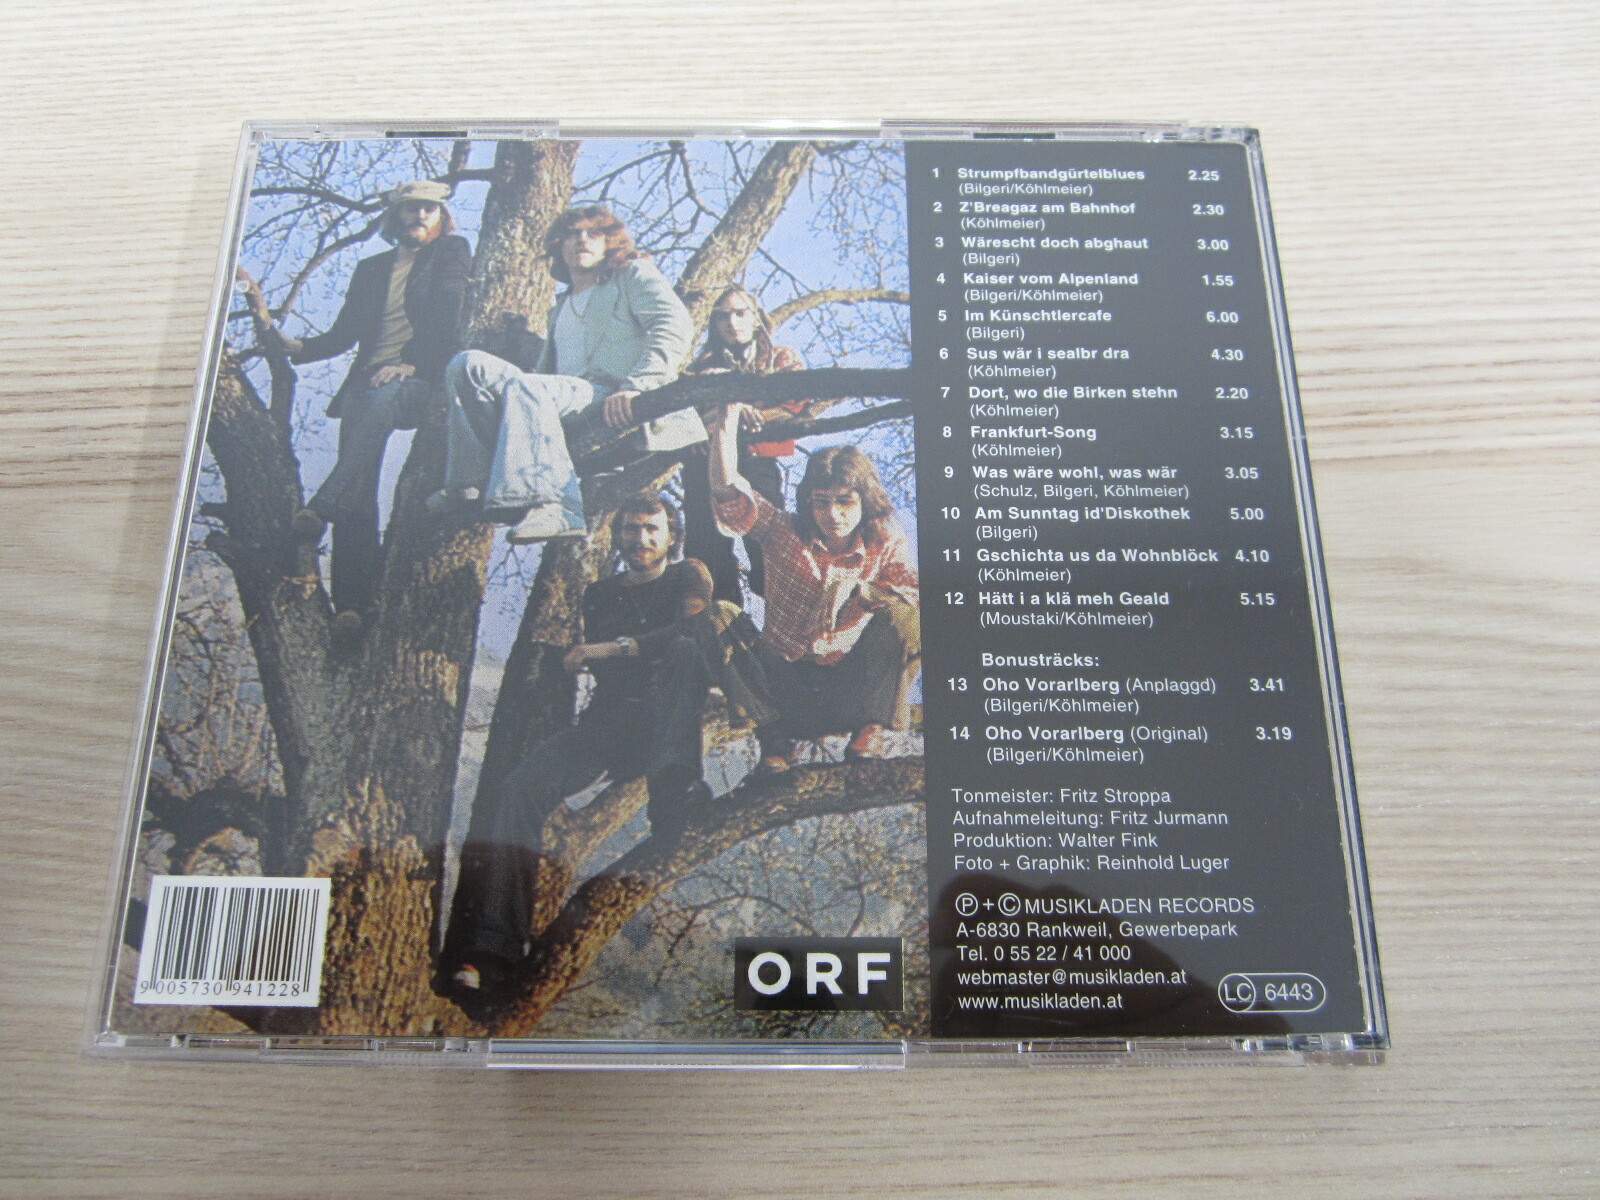 1 Strumpfbandgürtelblues 2.25
(Bilgeri/Köhlmeier)
2 Z'Breagaz am Bahnhof 2.30
(Köhlmeier)
3 Wärescht doch abghaut 3.00
(Bilgeri)
4 Kaiser vom Alpenland 1.55
(Bilgeri/Köhlmeier)
5 Im Künschtlercafe 6.00
(Bilgeri)
6 Sus wär i sealbr dra 4.30
(Köhlmeier)
7 Dort, wo die Birken stehn 2.20
(Köhlmeier)
8 Frankfurt-Song 3.15
(Köhlmeier)
9 Was wäre wohl, was wär 3.05
(Schulz, Bilgeri, Köhlmeier)
10 Am Sunntag id'Diskothek 5.00
(Bilgeri)
11 Gschichta us da Wohnblöck 4.10
(Köhlmeier)
12 Hätt i a klä meh Geald 5.15
(Moustaki/Köhlmeier)
Bonusträcks:
13 Oho Vorarlberg (Anplaggd) 3.41
(Bilgeri/Köhlmeier)
14 Oho Vorarlberg (Original) 3.19
(Bilgeri/Köhlmeier)
Tonmeister: Fritz Stroppa
Aufnahmeleitung: Fritz Jurmann
Produktion: Walter Fink
Foto + Graphik: Reinhold Luger
Ⓟ+Ⓒ MUSIKLADEN RECORDS
A-6830 Rankweil, Gewerbepark
Tel. 0 55 22 / 41 000
webmaster@musikladen.at
www.musikladen.at
LC 6443
ORF
9 005730 941228